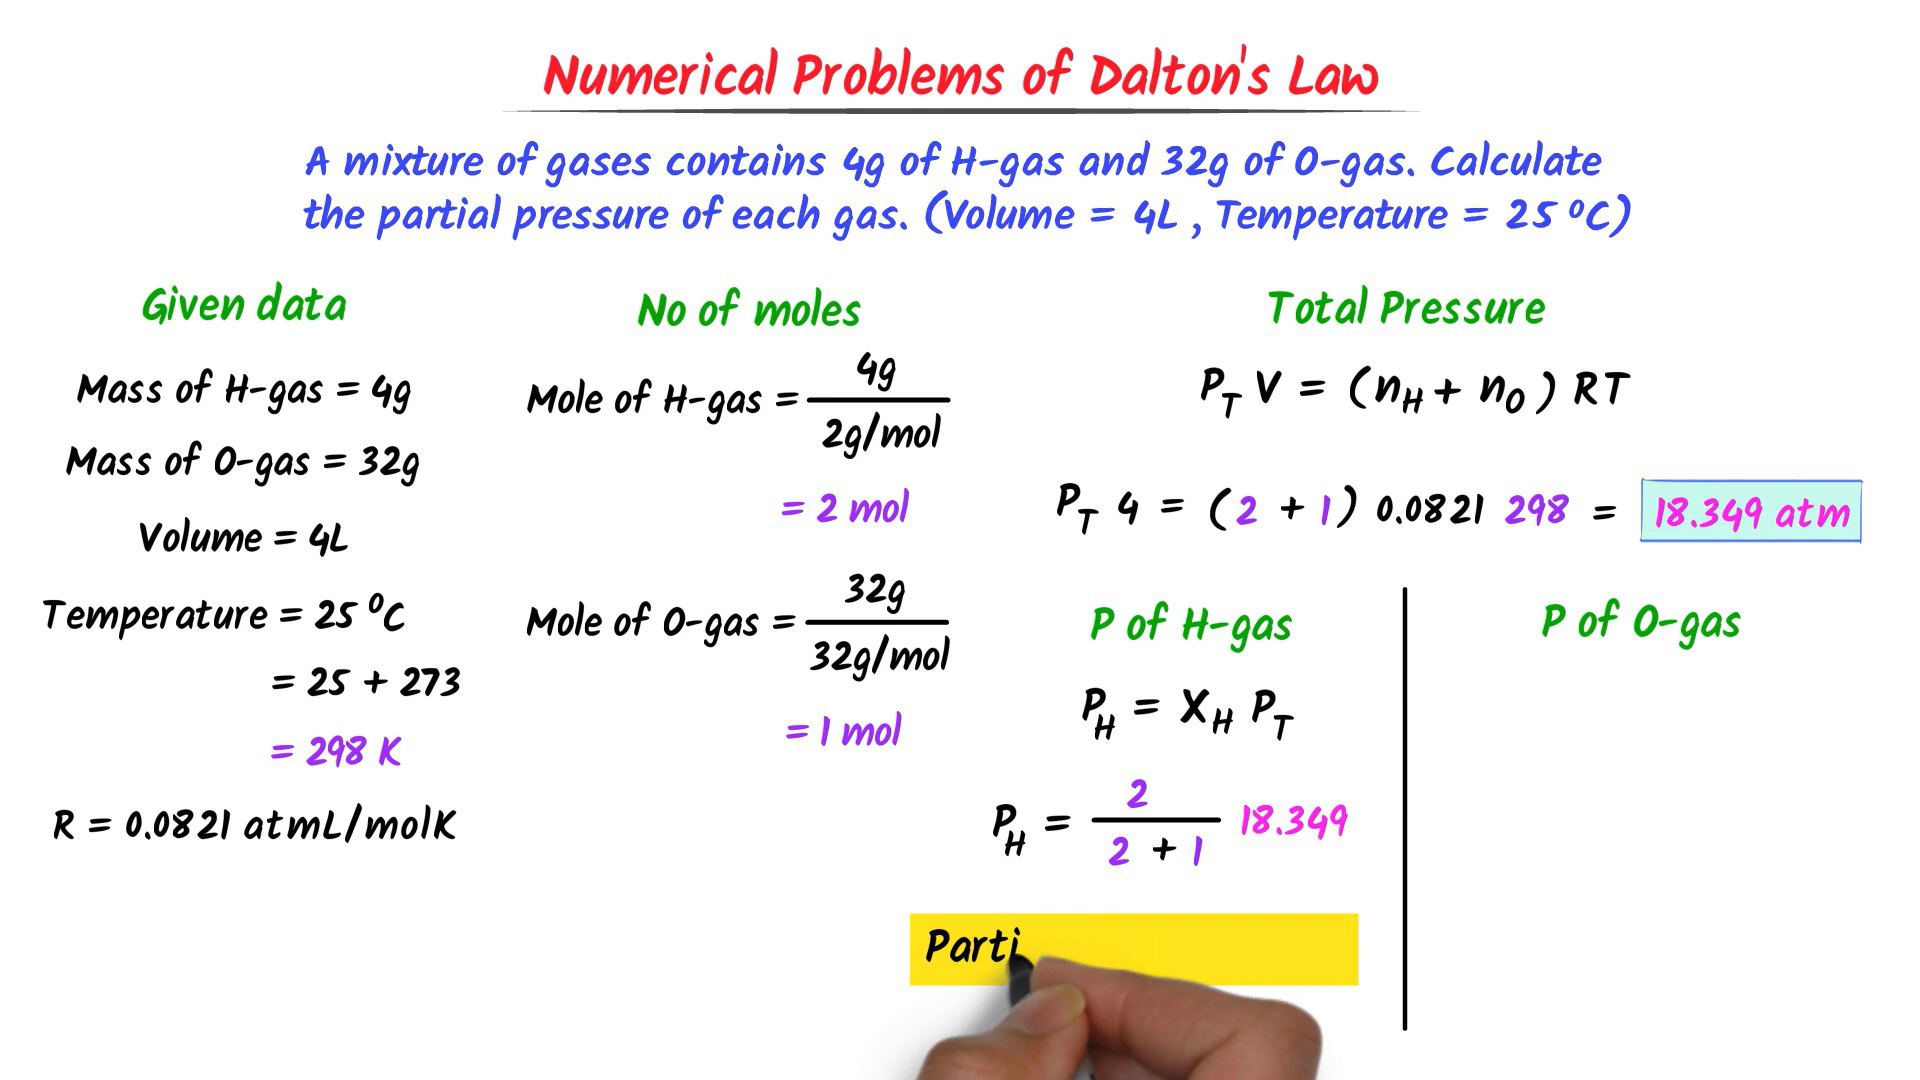 Numerical Problems of Dalton's Law
A mixture of gases contains 4g of H-gas and 32g of O-gas. Calculate
the partial pressure of each gas. (Volume = 4L , Temperature = 25 ⁰C)
Given data
Mass of H-gas = 4g
Mass of O-gas = 32g
Volume = 4L
Temperature = 25 ⁰C
= 25 + 273
= 298 K
R = 0.0821 atmL/molK
No of moles
4g
Mole of H-gas =
2g/mol
= 2 mol
32g
Mole of O-gas =
32g/mol
= 1 mol
Total Pressure
P_T V = (n_H + n_O) RT
P_T 4 = (2 + 1) 0.0821 298 = 18.349 atm
P of H-gas
P_H = X_H P_T
2
P_H = 18.349
2 + 1
Parti
P of O-gas